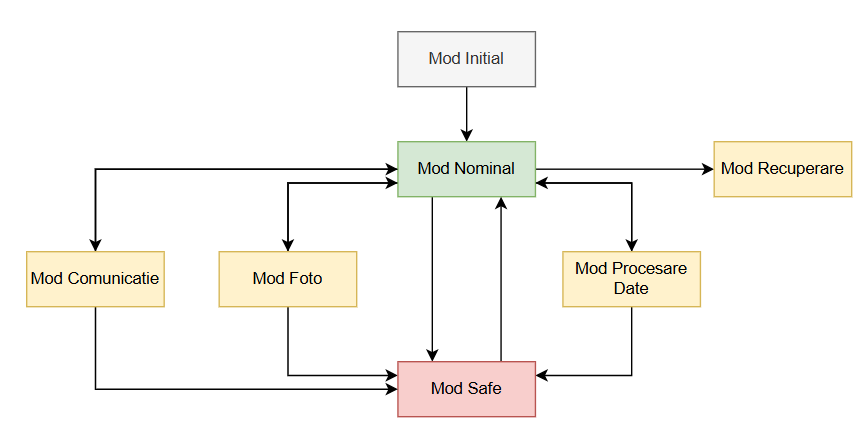 Mod Initial
Mod Nominal
Mod Recuperare
Mod Comunicatie
Mod Foto
Mod Procesare
Date
Mod Safe